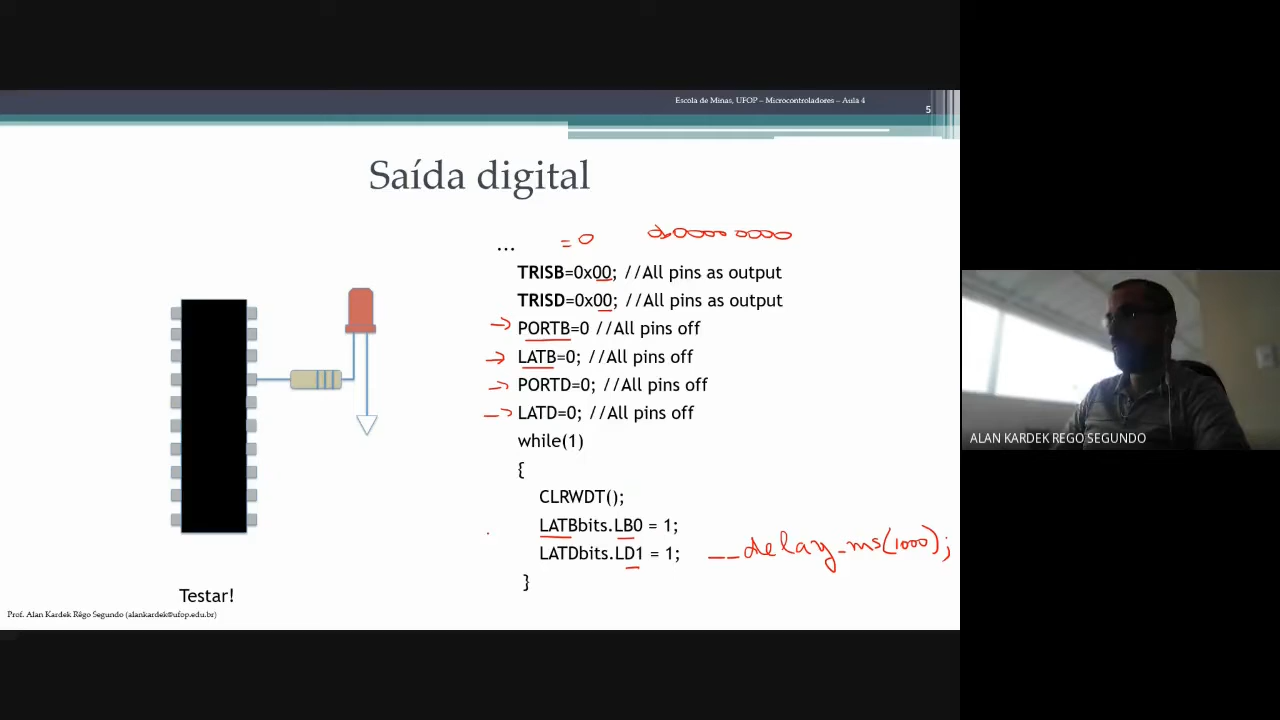 Escola de Minas, UFOP – Microcontroladores – Aula 4
5
Saída digital
... = 0
TRISB=0x00; //All pins as output
TRISD=0x00; //All pins as output
PORTB=0 //All pins off
LATB=0; //All pins off
PORTD=0; //All pins off
LATD=0; //All pins off
while(1)
{
CLRWDT();
LATBbits.LB0 = 1;
LATDbits.LD1 = 1; __delay_ms(1000);
}
Testar!
Prof. Alan Kardek Rêgo Segundo (alankardek@ufop.edu.br)
ALAN KARDEK REGO SEGUNDO